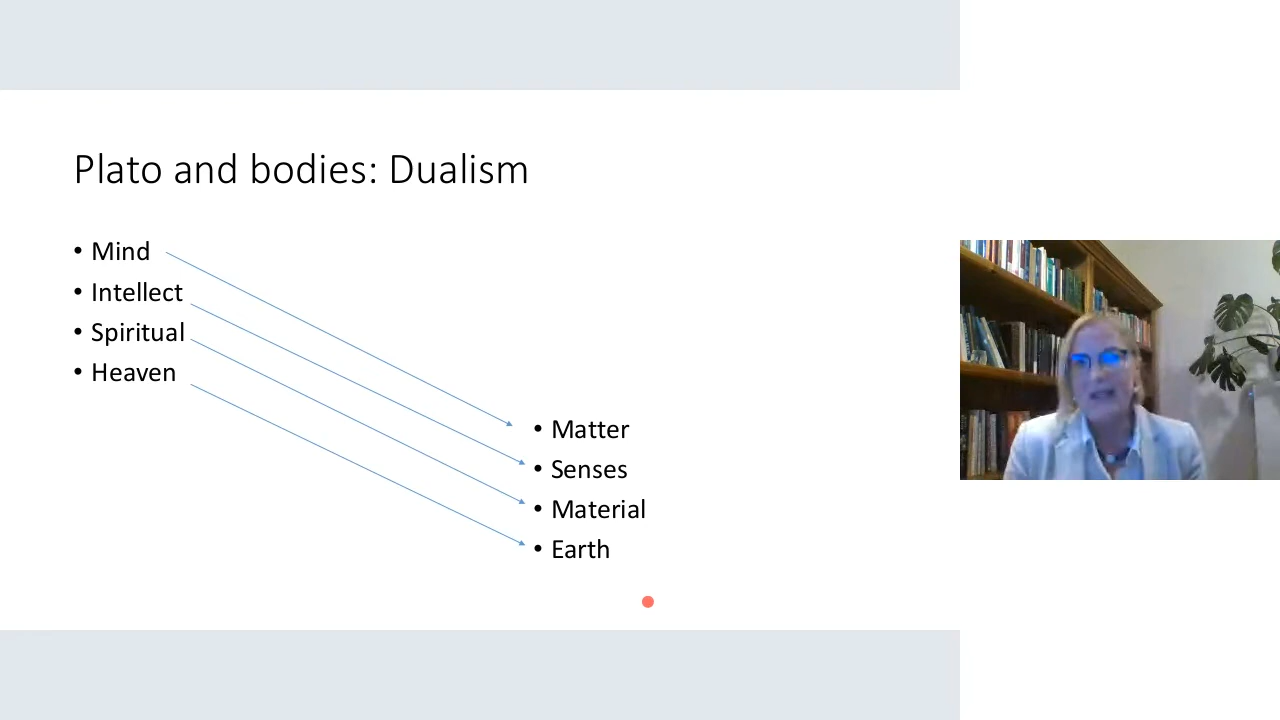 Plato and bodies: Dualism
• Mind
• Intellect
• Spiritual
• Heaven
• Matter
• Senses
• Material
• Earth